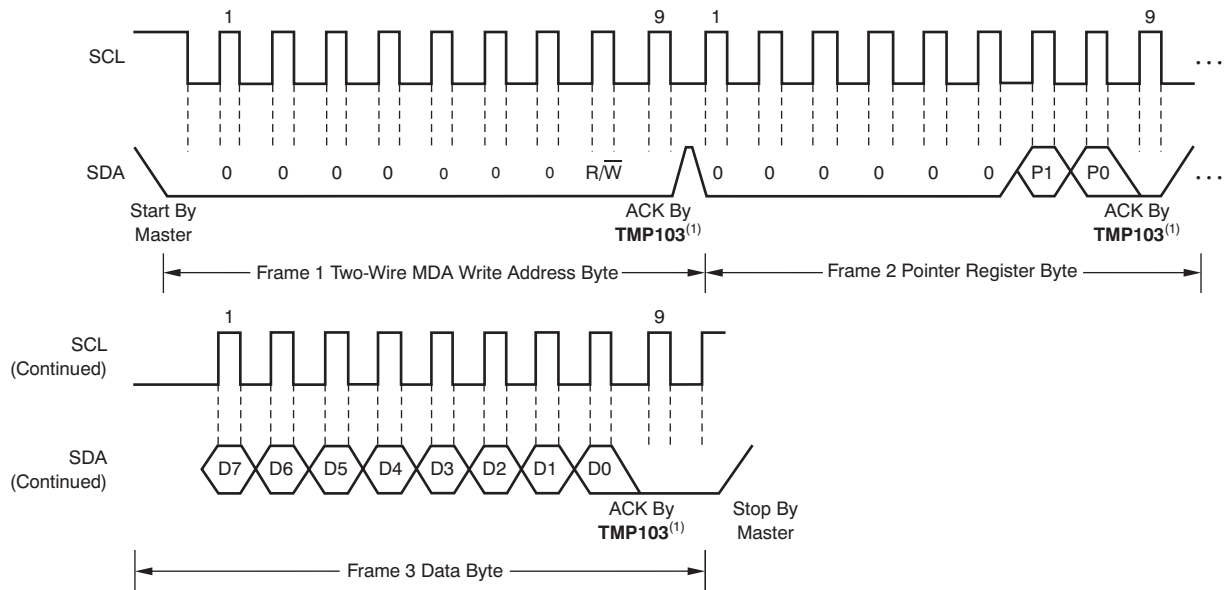 1 9 1 9
SCL ...
SDA 0 0 0 0 0 0 0 R/W̅ 0 0 0 0 0 0 P1 P0 ...
Start By Master
ACK By TMP103(1)
ACK By TMP103(1)
Frame 1 Two-Wire MDA Write Address Byte
Frame 2 Pointer Register Byte
1 9
SCL (Continued)
SDA (Continued)
D7 D6 D5 D4 D3 D2 D1 D0
ACK By TMP103(1)
Stop By Master
Frame 3 Data Byte